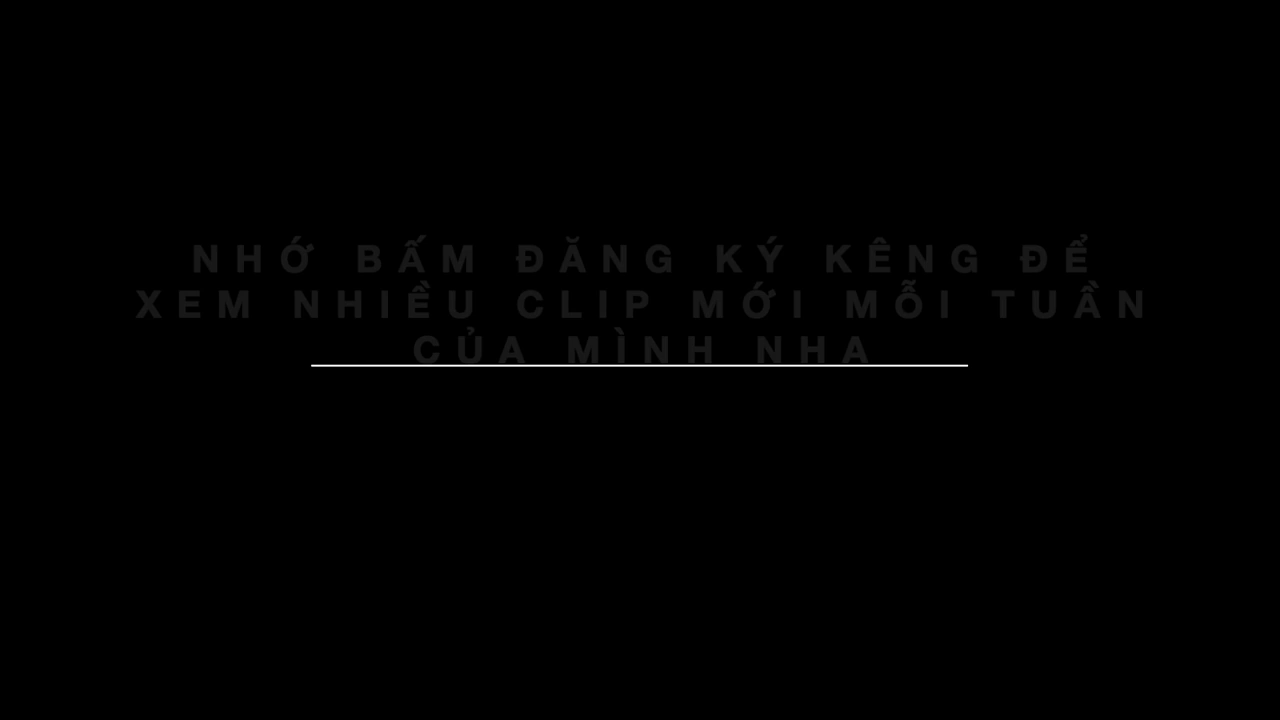 NHỚ BẤM ĐĂNG KÝ KÊNG ĐỂ
XEM NHIỀU CLIP MỚI MỖI TUẦN
CỦA MÌNH NHA